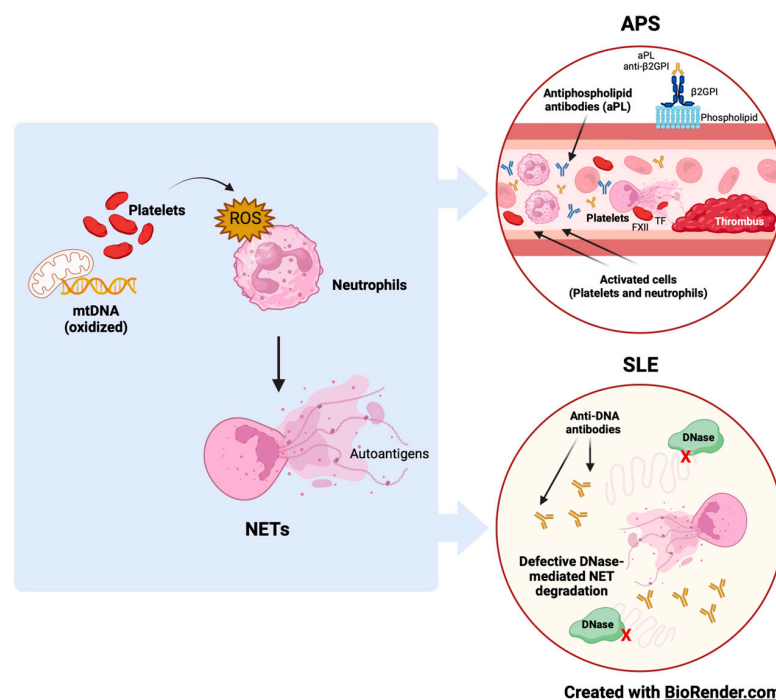 APS
aPL
anti-β2GPI
β2GPI
Phospholipid
Antiphospholipid
antibodies (aPL)
Platelets
FXII
TF
Thrombus
Activated cells
(Platelets and neutrophils)
Platelets
ROS
Neutrophils
mtDNA
(oxidized)
Autoantigens
NETs
SLE
Anti-DNA
antibodies
DNase
X
Defective DNase-
mediated NET
degradation
DNase
X
Created with BioRender.com